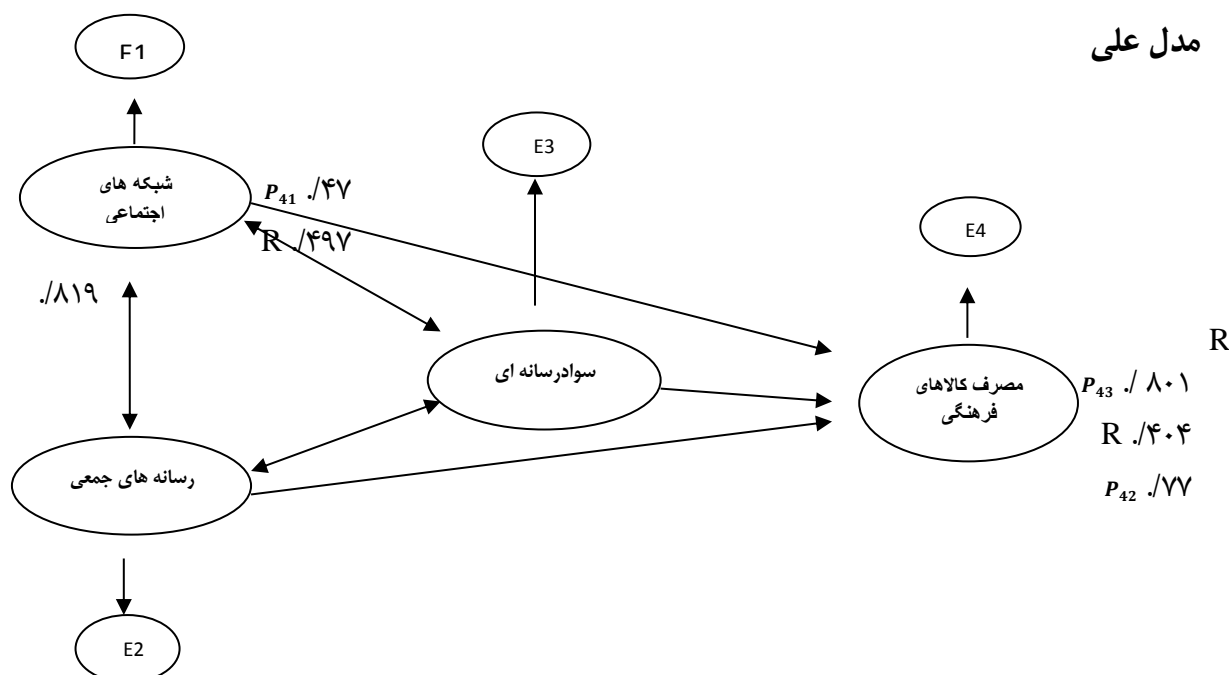 مدل علی
F1
E3
شبکه های
اجتماعی
P₄₁ ./۴۷
R ./۴۹۷
E4
./۸۱۹
سوادرسانه ای
R
مصرف کالاهای
فرهنگی
P₄₃ ./ ۸۰۱
R ./۴۰۴
P₄₂ ./۷۷
رسانه های جمعی
E2